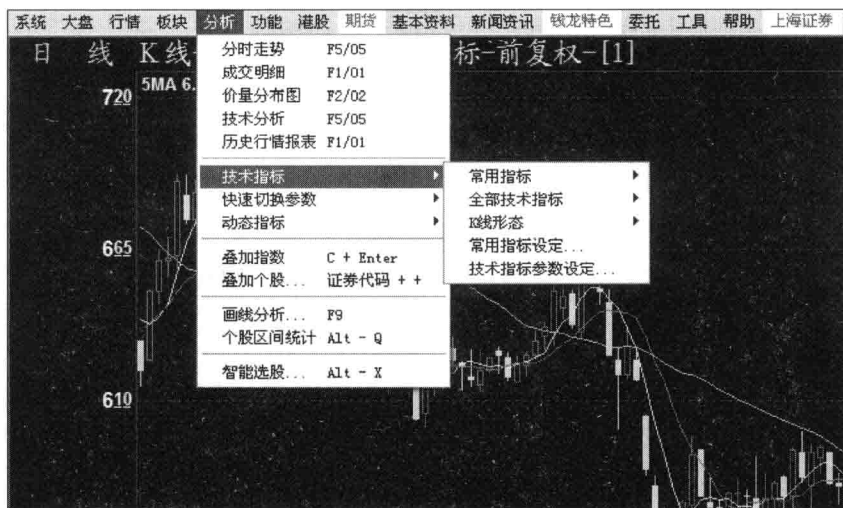 系统 大盘 行情 板块 分析 功能 港股 期货 基本资料 新闻资讯 钱龙特色 委托 工具 帮助 上海证券
日 线 K线 标-前复权-[1]
5MA 6.
720
665
610
分时走势 F5/05
成交明细 F1/01
价量分布图 F2/02
技术分析 F5/05
历史行情报表 F1/01
技术指标
快速切换参数
动态指标
叠加指数 C + Enter
叠加个股... 证券代码 + +
画线分析... F9
个股区间统计 Alt - Q
智能选股... Alt - X
常用指标
全部技术指标
K线形态
常用指标设定...
技术指标参数设定...